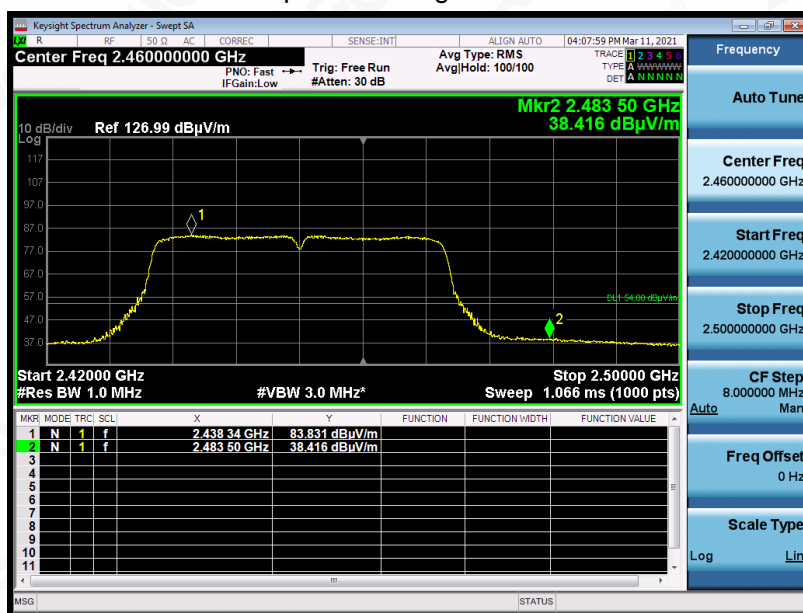 Keysight Spectrum Analyzer - Swept SA
LXI R RF 50 Ω AC CORREC SENSE:INT ALIGN AUTO 04:07:59 PM Mar 11, 2021
Center Freq 2.460000000 GHz
PNO: Fast
IFGain:Low
Trig: Free Run
#Atten: 30 dB
Avg Type: RMS
Avg|Hold: 100/100
TRACE 1 2 3 4 5 6
TYPE A WWWWW
DET A N N N N N
Mkr2 2.483 50 GHz
38.416 dBµV/m
10 dB/div Ref 126.99 dBµV/m
Log
117
107
97.0
87.0
77.0
67.0
57.0
47.0
37.0
1
2
DL1 54.00 dBµV/m
Start 2.42000 GHz Stop 2.50000 GHz
#Res BW 1.0 MHz #VBW 3.0 MHz* Sweep 1.066 ms (1000 pts)
MKR MODE TRC SCL X Y FUNCTION FUNCTION WIDTH FUNCTION VALUE
1 N 1 f 2.438 34 GHz 83.831 dBµV/m
2 N 1 f 2.483 50 GHz 38.416 dBµV/m
3
4
5
6
7
8
9
10
11
MSG STATUS
Frequency
Auto Tune
Center Freq
2.460000000 GHz
Start Freq
2.420000000 GHz
Stop Freq
2.500000000 GHz
CF Step
8.000000 MHz
Auto Man
Freq Offset
0 Hz
Scale Type
Log Lin